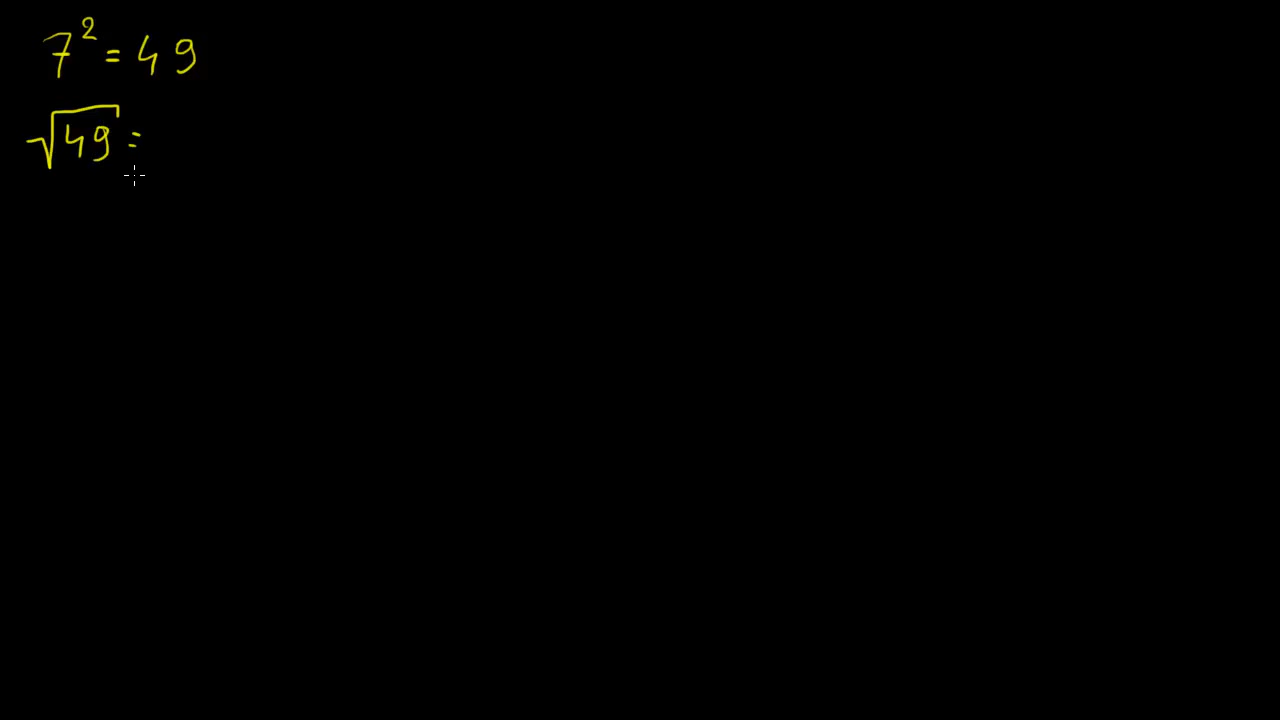 7² = 49
√49 =